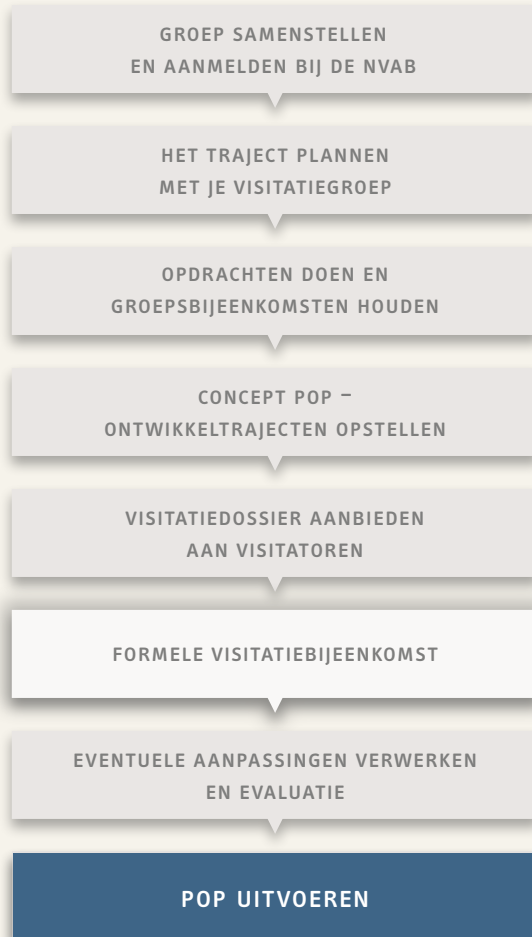 GROEP SAMENSTELLEN
EN AANMELDEN BIJ DE NVAB
HET TRAJECT PLANNEN
MET JE VISITATIEGROEP
OPDRACHTEN DOEN EN
GROEPSBIJEENKOMSTEN HOUDEN
CONCEPT POP –
ONTWIKKELTRAJECTEN OPSTELLEN
VISITATIEDOSSIER AANBIEDEN
AAN VISITATOREN
FORMELE VISITATIEBIJEENKOMST
EVENTUELE AANPASSINGEN VERWERKEN
EN EVALUATIE
POP UITVOEREN